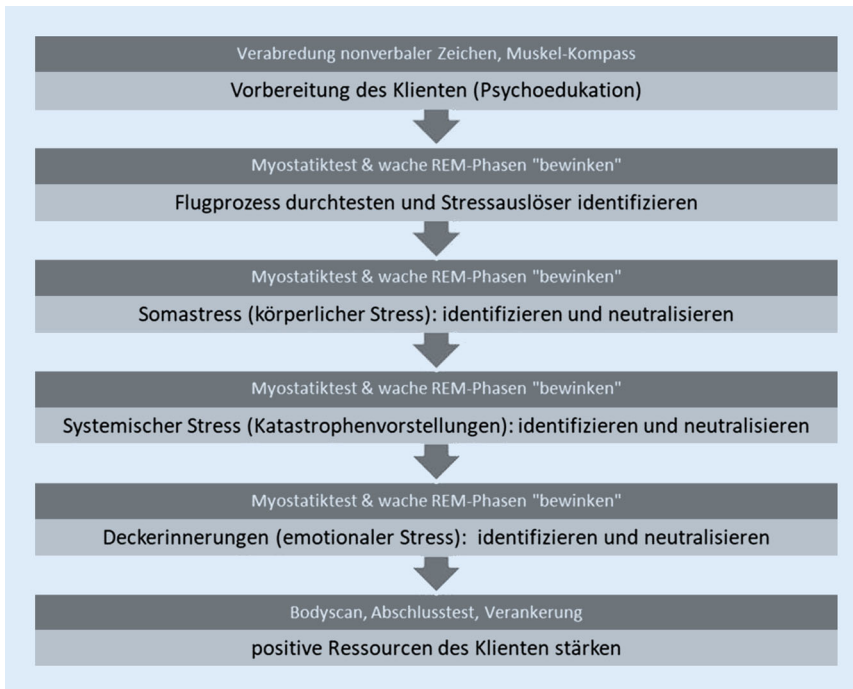 Verabredung nonverbaler Zeichen, Muskel-Kompass
Vorbereitung des Klienten (Psychoedukation)
Myostatiktest & wache REM-Phasen "bewinken"
Flugprozess durchtesten und Stressauslöser identifizieren
Myostatiktest & wache REM-Phasen "bewinken"
Somastress (körperlicher Stress): identifizieren und neutralisieren
Myostatiktest & wache REM-Phasen "bewinken"
Systemischer Stress (Katastrophenvorstellungen): identifizieren und neutralisieren
Myostatiktest & wache REM-Phasen "bewinken"
Deckerinnerungen (emotionaler Stress): identifizieren und neutralisieren
Bodyscan, Abschlusstest, Verankerung
positive Ressourcen des Klienten stärken